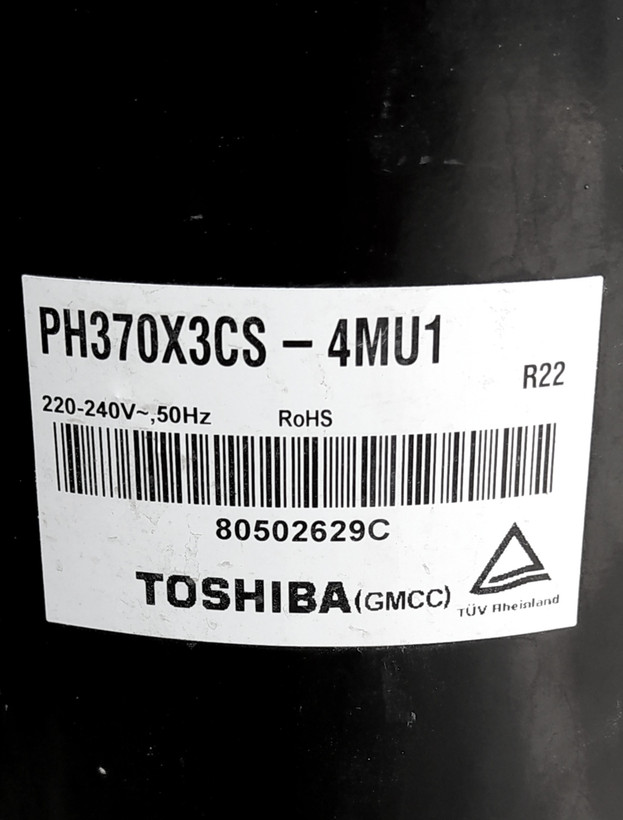 PH370X3CS – 4MU1
R22
220-240V~,50Hz RoHS
80502629C
TOSHIBA(GMCC)
TÜV Rheinland